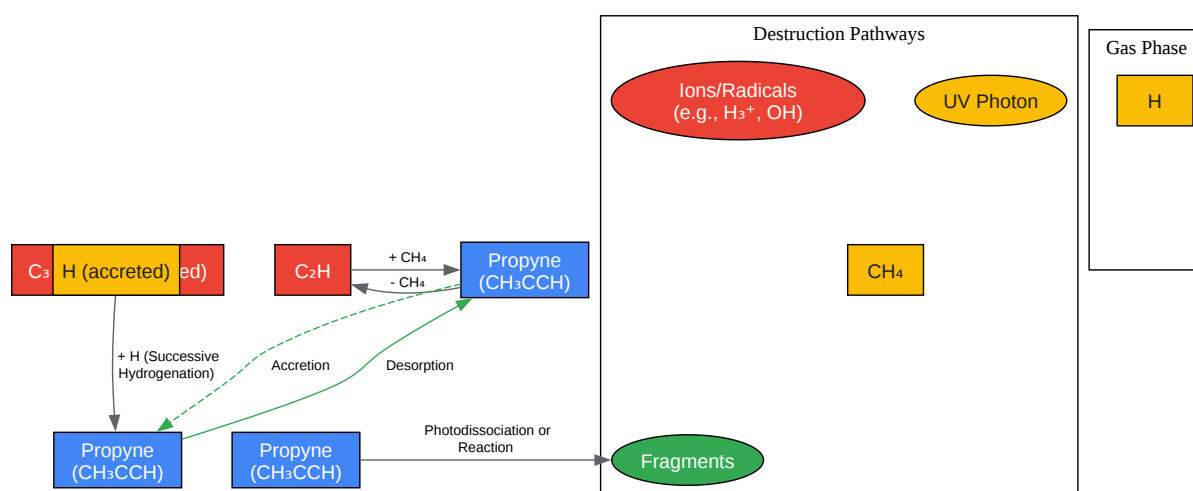 Destruction Pathways
Gas Phase
Ions/Radicals
(e.g., H₃⁺, OH)
UV Photon
H
C₃
H (accreted)
ed)
C₂H
+ CH₄
- CH₄
Propyne
(CH₃CCH)
CH₄
+ H (Successive
Hydrogenation)
Accretion
Desorption
Propyne
(CH₃CCH)
Propyne
(CH₃CCH)
Photodissociation or
Reaction
Fragments